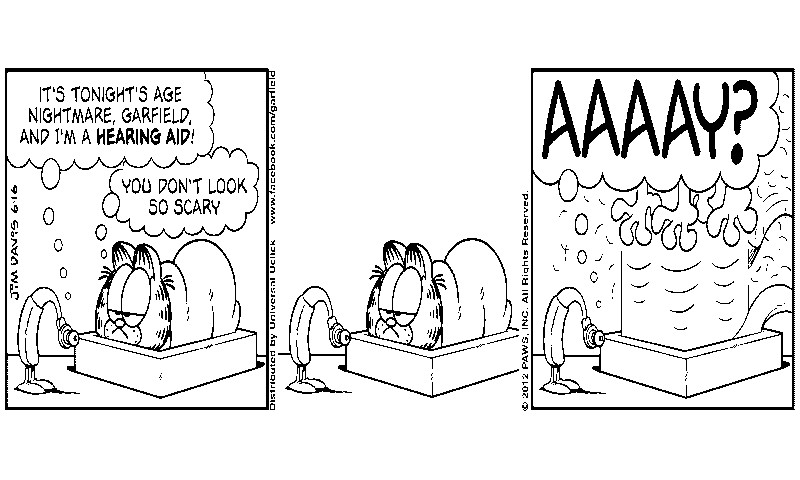 IT'S TONIGHT'S AGE
NIGHTMARE, GARFIELD,
AND I'M A HEARING AID!
YOU DON'T LOOK
SO SCARY
JIM DAVIS 6·16
Distributed by Universal Uclick www.facebook.com/garfield
© 2012 PAWS, INC. All Rights Reserved.
AAAAY?